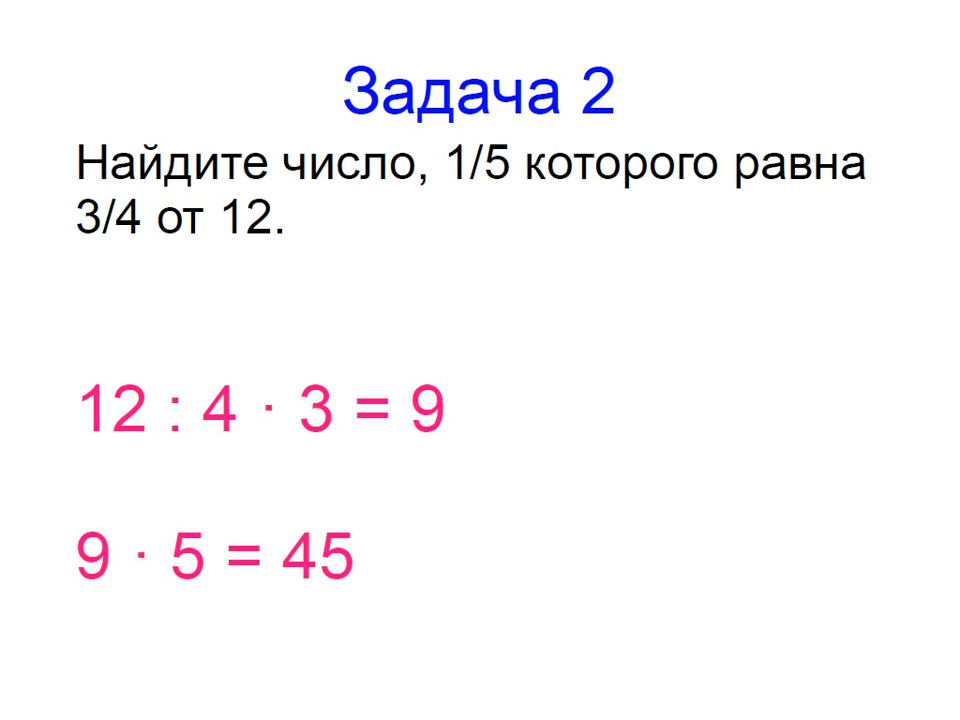 Задача 2
Найдите число, 1/5 которого равна
3/4 от 12.
12 : 4 · 3 = 9
9 · 5 = 45